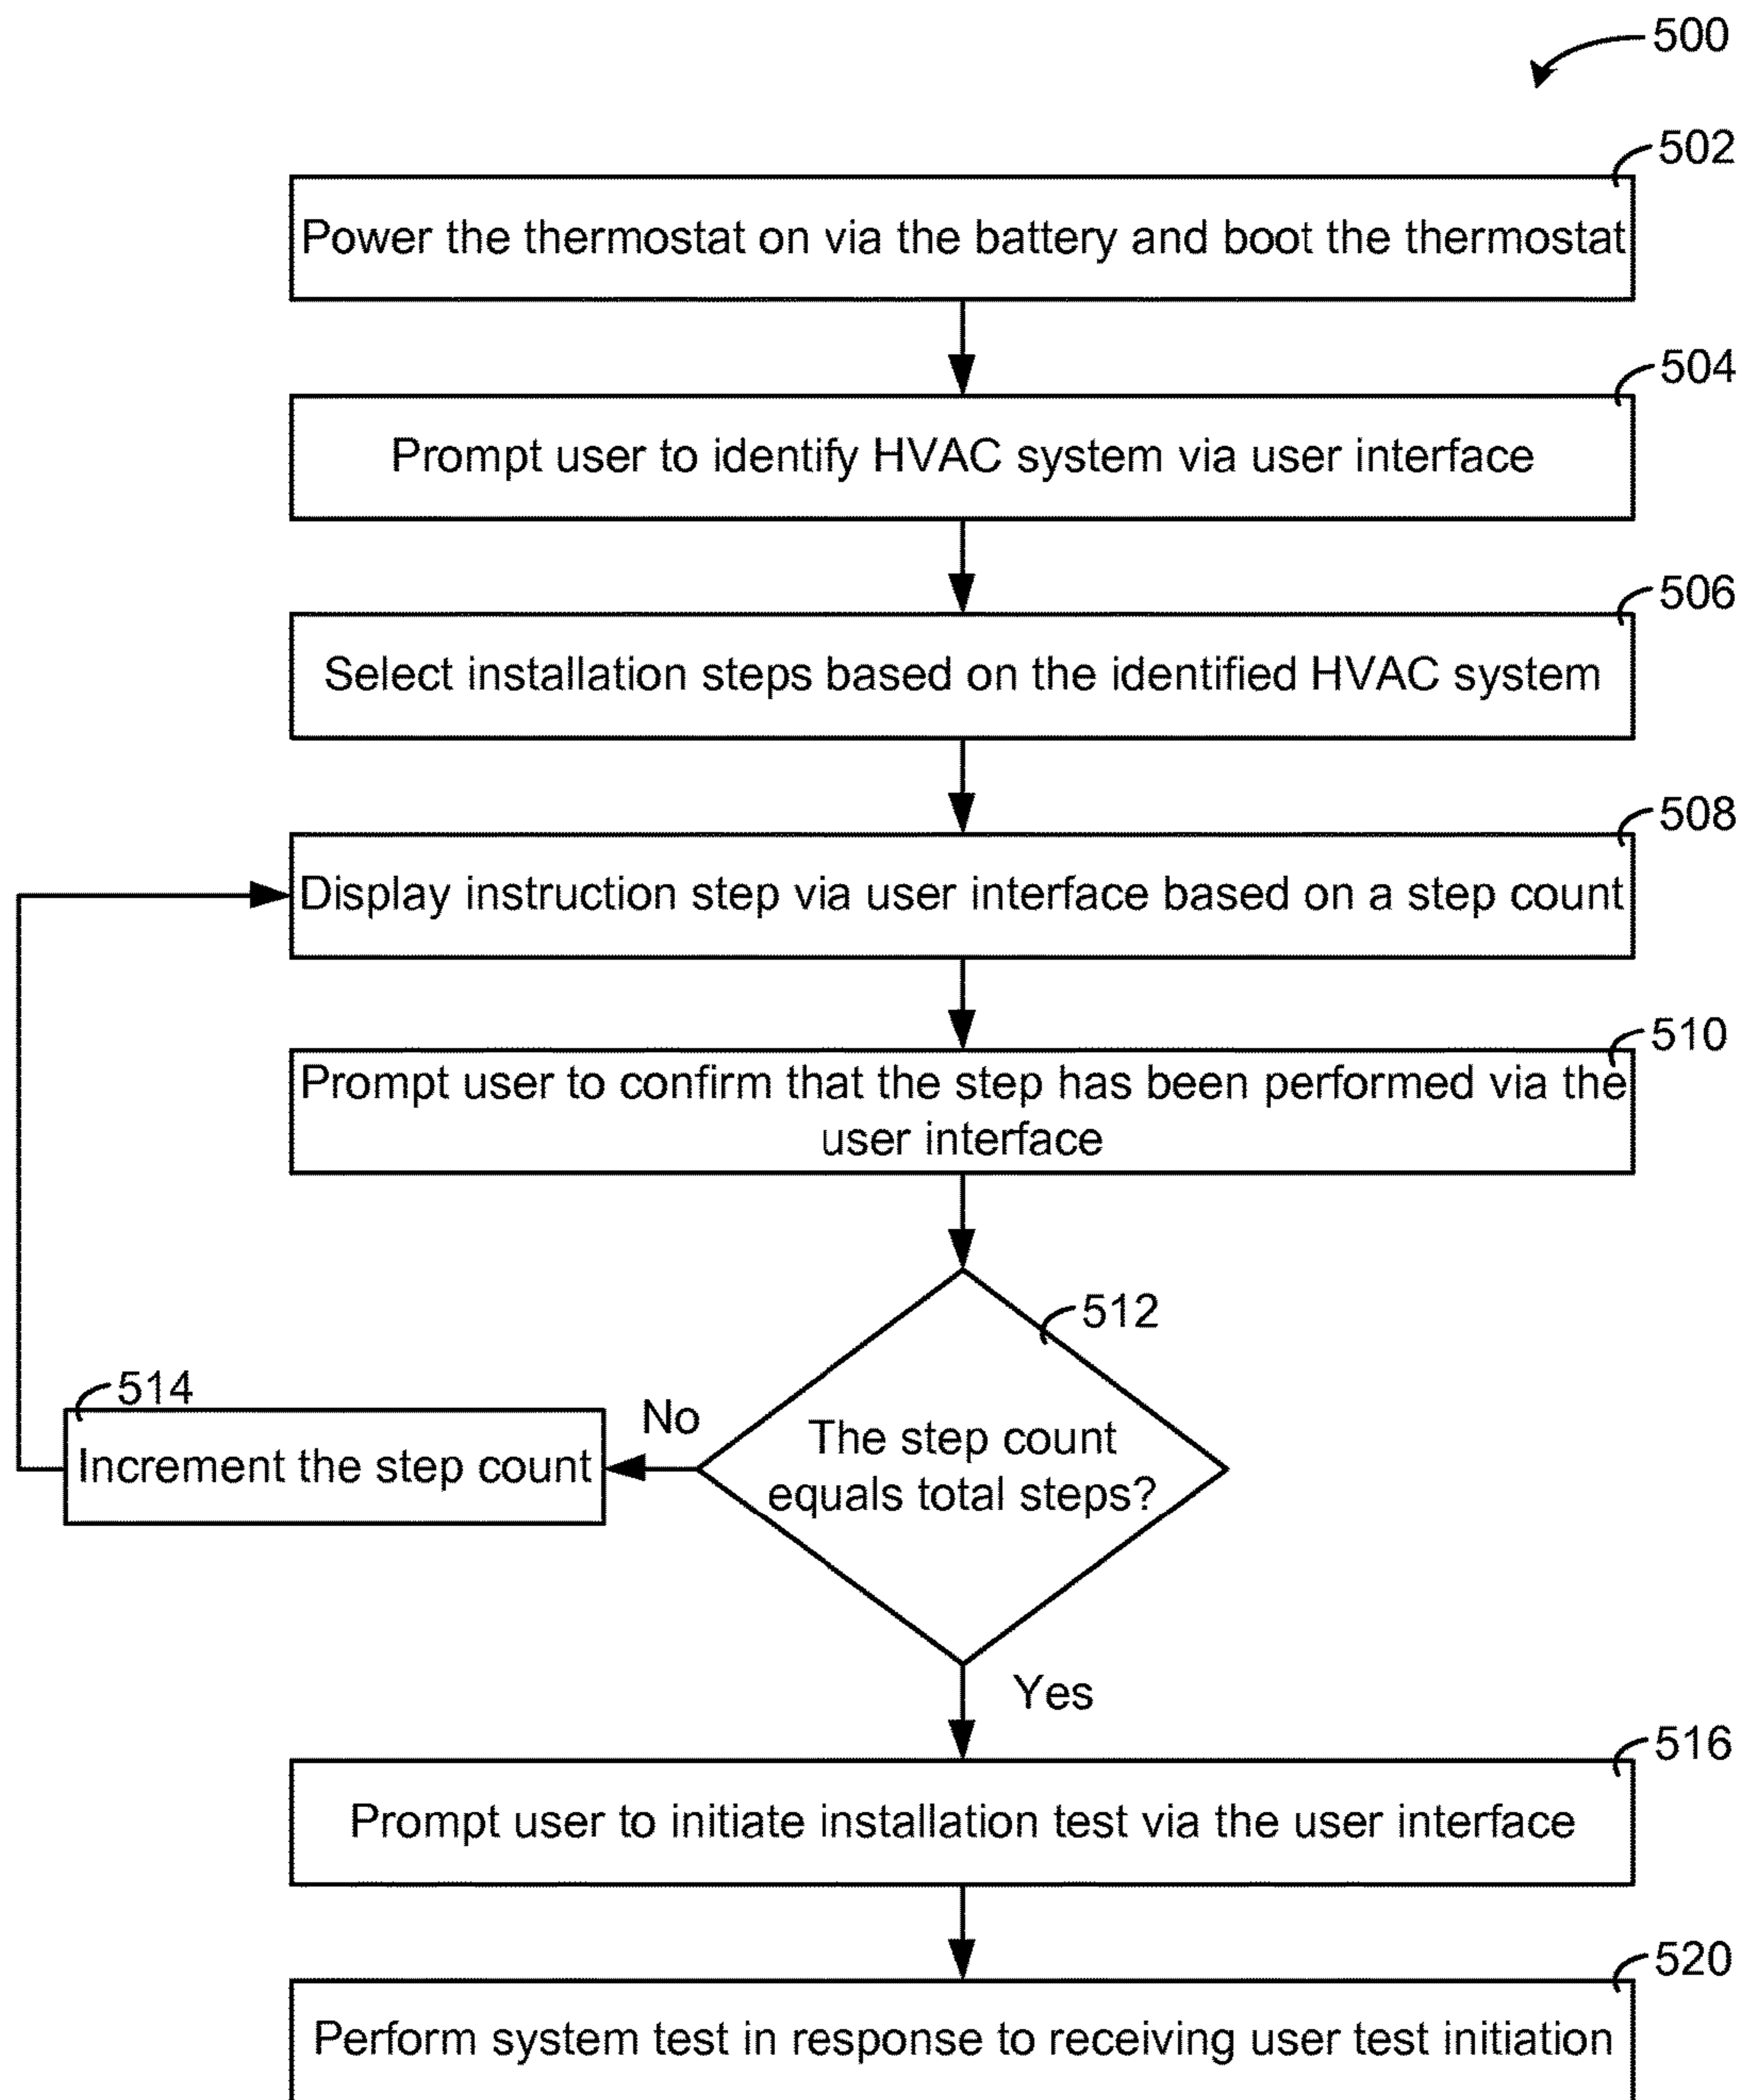 500
502
Power the thermostat on via the battery and boot the thermostat
504
Prompt user to identify HVAC system via user interface
506
Select installation steps based on the identified HVAC system
508
Display instruction step via user interface based on a step count
510
Prompt user to confirm that the step has been performed via the
user interface
512
The step count
equals total steps?
No
514
Increment the step count
Yes
516
Prompt user to initiate installation test via the user interface
520
Perform system test in response to receiving user test initiation